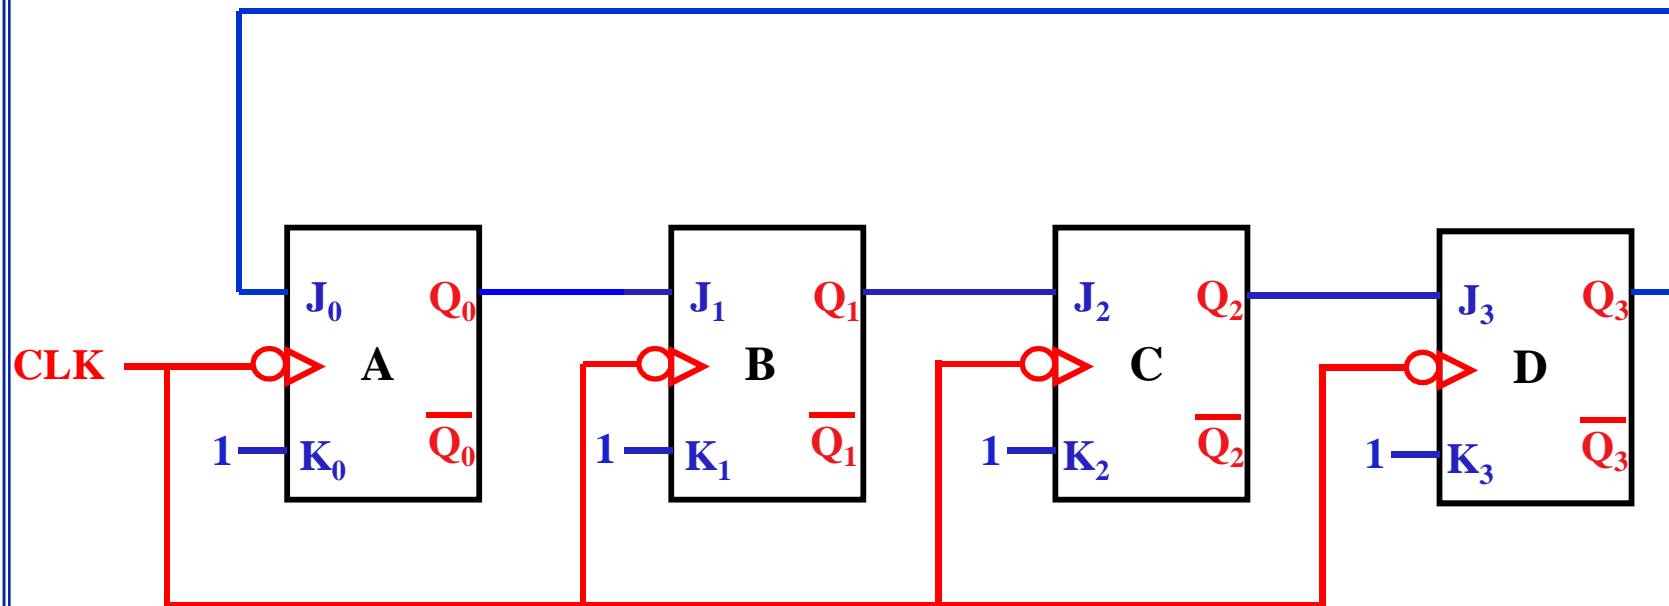 J₀ Q₀ J₁ Q₁ J₂ Q₂ J₃ Q₃
CLK A B C D
1 K₀ Q̅₀ 1 K₁ Q̅₁ 1 K₂ Q̅₂ 1 K₃ Q̅₃